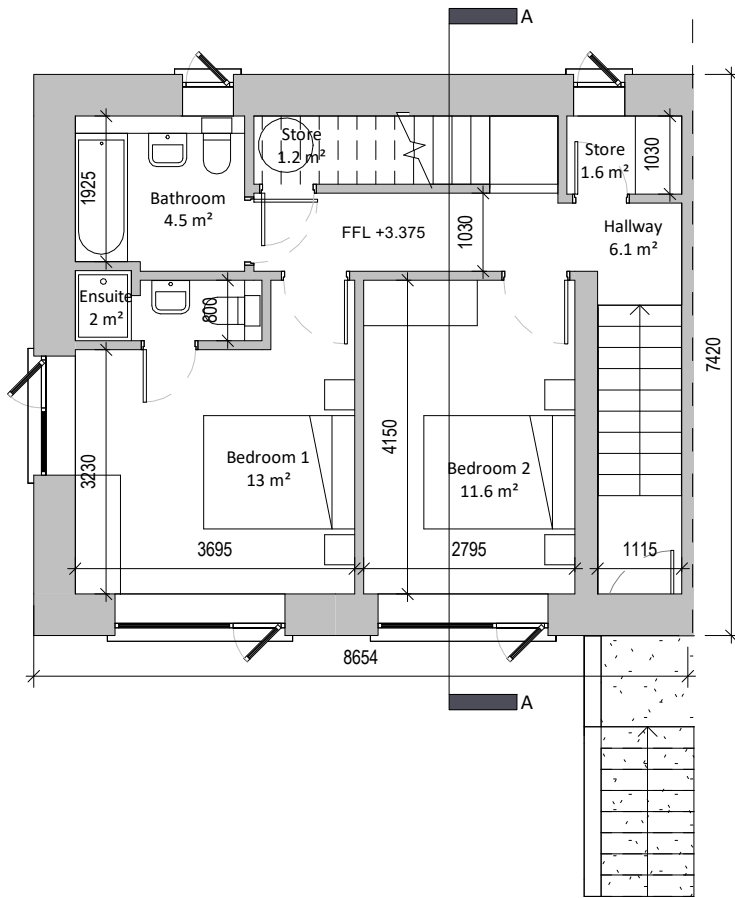 A
Store
1.2 m²
Store
1.6 m²
1030
1925
Bathroom
4.5 m²
FFL +3.375
1030
Hallway
6.1 m²
Ensuite
2 m²
800
7420
3230
4150
Bedroom 1
13 m²
Bedroom 2
11.6 m²
3695
2795
1115
8654
A